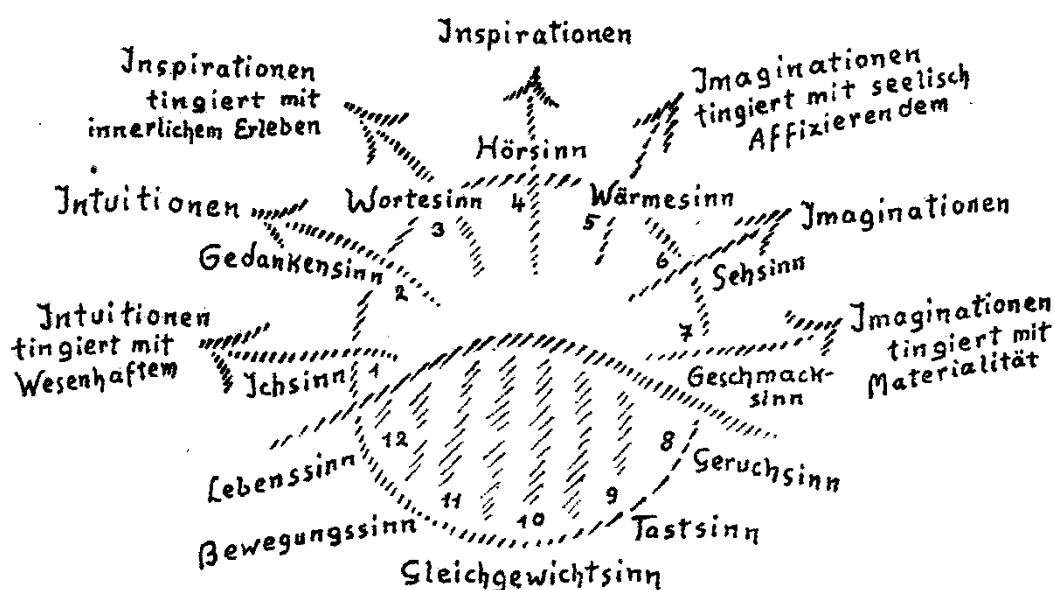 Inspirationen
Inspirationen
tingiert mit
innerlichem Erleben
Imaginationen
tingiert mit seelisch
Affizierendem
Hörsinn
Intuitionen
Wortesinn
4
Wärmesinn
Imaginationen
3
5
Gedankensinn
2
6
Sehsinn
Intuitionen
tingiert mit
Wesenhaftem
Ichsinn
1
7
Imaginationen
tingiert mit
Materialität
Geschmack-
sinn
Lebenssinn
12
8
Geruchsinn
Bewegungssinn
11
10
9
Tastsinn
Gleichgewichtsinn